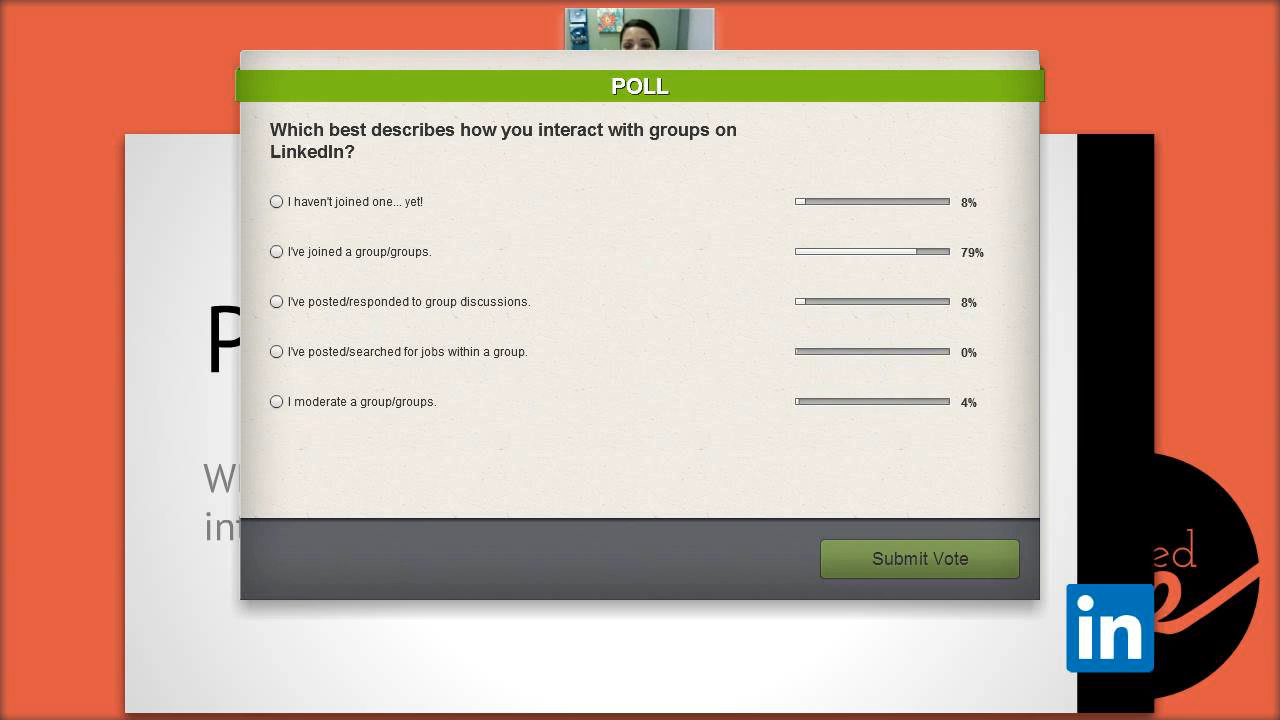 POLL
Which best describes how you interact with groups on
LinkedIn?
I haven't joined one... yet!
8%
I've joined a group/groups.
79%
I've posted/responded to group discussions.
8%
I've posted/searched for jobs within a group.
0%
I moderate a group/groups.
4%
P
W
int
Submit Vote
ed
in